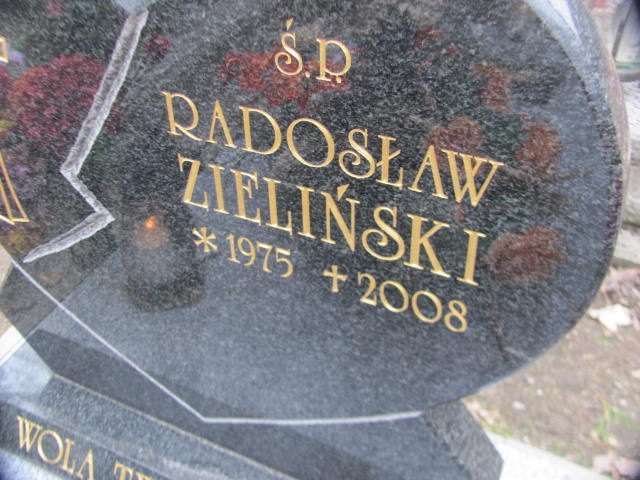 Ś.P.
RADOSŁAW
ZIELIŃSKI
* 1975 + 2008
WOLA